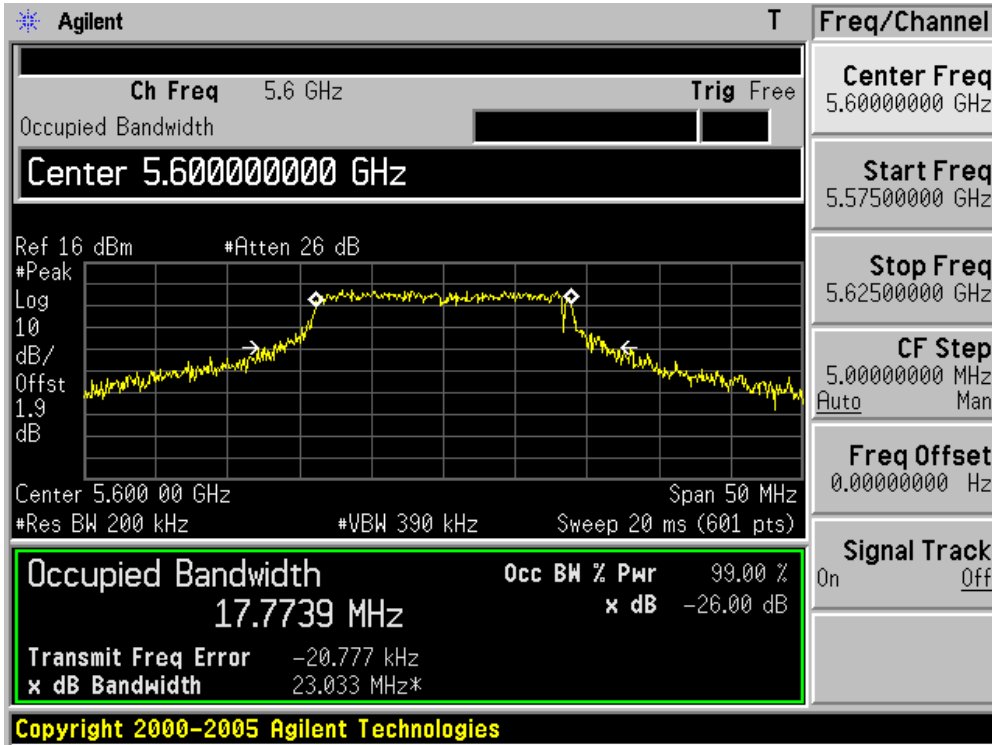 Agilent T
Ch Freq 5.6 GHz Trig Free
Occupied Bandwidth
Center 5.600000000 GHz
Ref 16 dBm #Atten 26 dB
#Peak
Log
10
dB/
Offst
1.9
dB
Center 5.600 00 GHz Span 50 MHz
#Res BW 200 kHz #VBW 390 kHz Sweep 20 ms (601 pts)
Occupied Bandwidth
17.7739 MHz
Occ BW % Pwr 99.00 %
x dB -26.00 dB
Transmit Freq Error -20.777 kHz
x dB Bandwidth 23.033 MHz*
Copyright 2000-2005 Agilent Technologies
Freq/Channel
Center Freq
5.60000000 GHz
Start Freq
5.57500000 GHz
Stop Freq
5.62500000 GHz
CF Step
5.00000000 MHz
Auto Man
Freq Offset
0.00000000 Hz
Signal Track
On Off